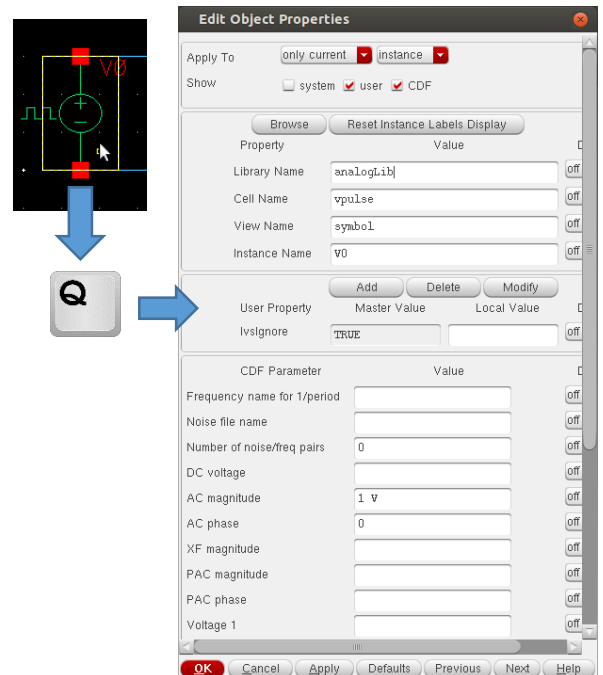 Edit Object Properties
V0
Apply To only current instance
Show system user CDF
Browse Reset Instance Labels Display
Property Value D
Library Name analogLib off
Cell Name vpulse off
View Name symbol off
Instance Name V0 off
Q
Add Delete Modify
User Property Master Value Local Value D
lvsIgnore TRUE off
CDF Parameter Value D
Frequency name for 1/period off
Noise file name off
Number of noise/freq pairs 0 off
DC voltage off
AC magnitude 1 V off
AC phase 0 off
XF magnitude off
PAC magnitude off
PAC phase off
Voltage 1 off
OK Cancel Apply Defaults Previous Next Help